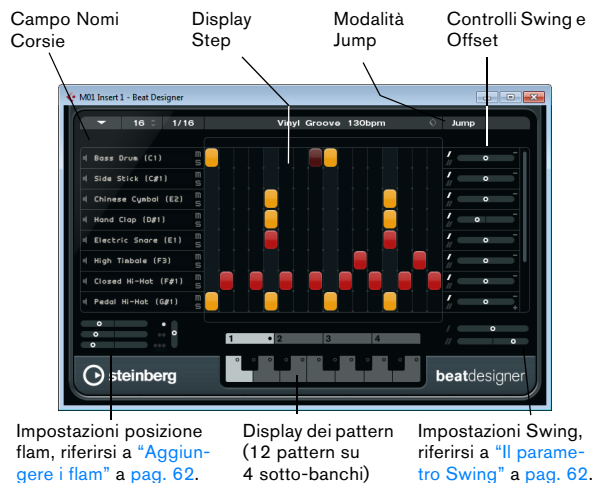 Campo Nomi
Corsie
Display
Step
Modalità
Jump
Controlli Swing e
Offset
M01 Insert 1 - Beat Designer
16 1/16 Vinyl Groove 130bpm Jump
Bass Drum (C1) m s
Side Stick (C#1) m s
Chinese Cymbal (E2) m s
Hand Clap (D#1) m s
Electric Snare (E1) m s
High Timbale (F3) m s
Closed Hi-Hat (F#1) m s
Pedal Hi-Hat (G#1) m s
1 2 3 4
steinberg
beatdesigner
Impostazioni posizione
flam, riferirsi a “Aggiun-
gere i flam” a pag. 62.
Display dei pattern
(12 pattern su
4 sotto-banchi)
Impostazioni Swing,
riferirsi a “Il parame-
tro Swing” a pag. 62.